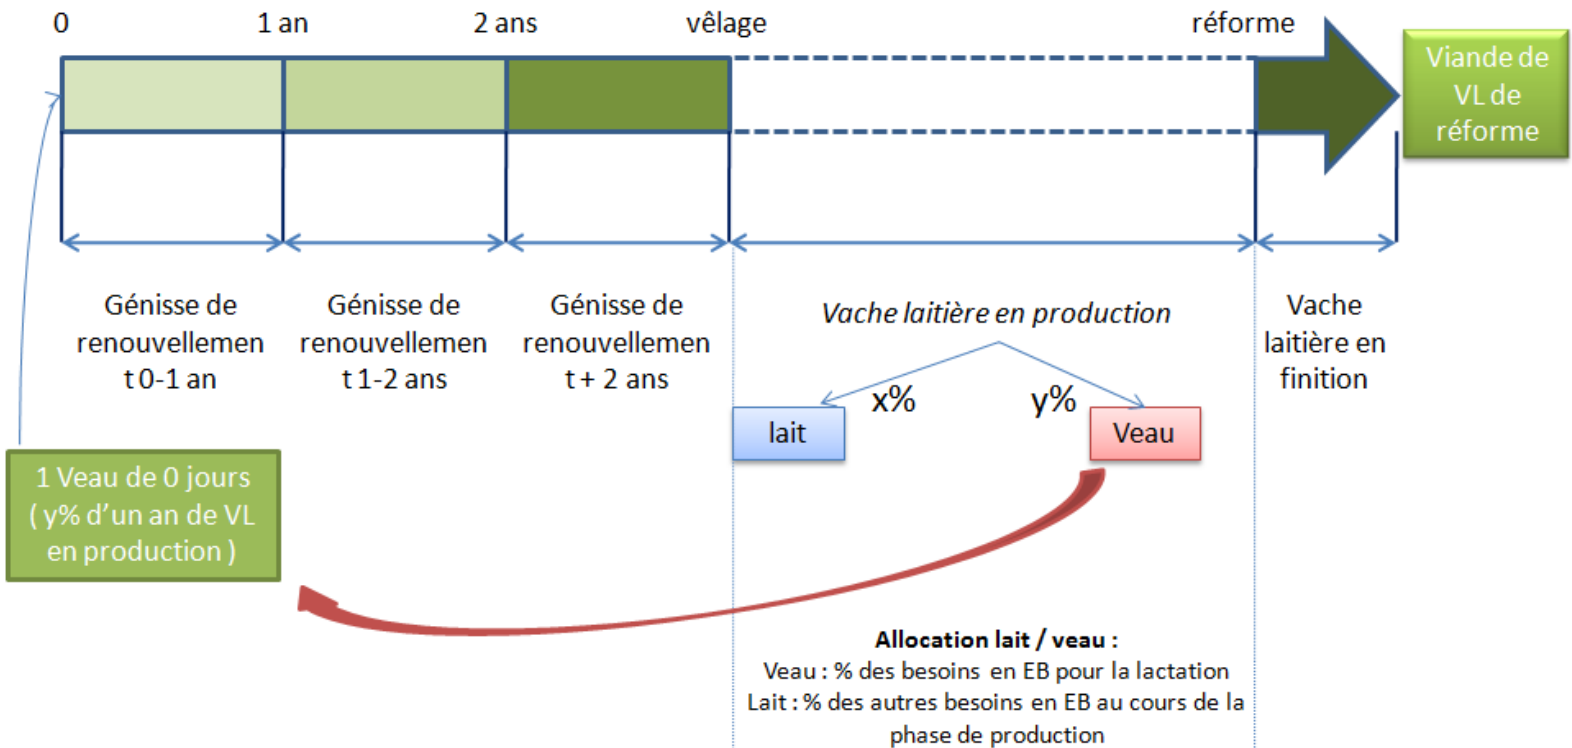 0
1 an
2 ans
vêlage
réforme
Viande de
VL de
réforme
Génisse de
renouvellemen
t 0-1 an
Génisse de
renouvellemen
t 1-2 ans
Génisse de
renouvellemen
t + 2 ans
Vache laitière en production
Vache
laitière en
finition
x%
y%
lait
Veau
1 Veau de 0 jours
( y% d’un an de VL
en production )
Allocation lait / veau :
Veau : % des besoins en EB pour la lactation
Lait : % des autres besoins en EB au cours de la
phase de production